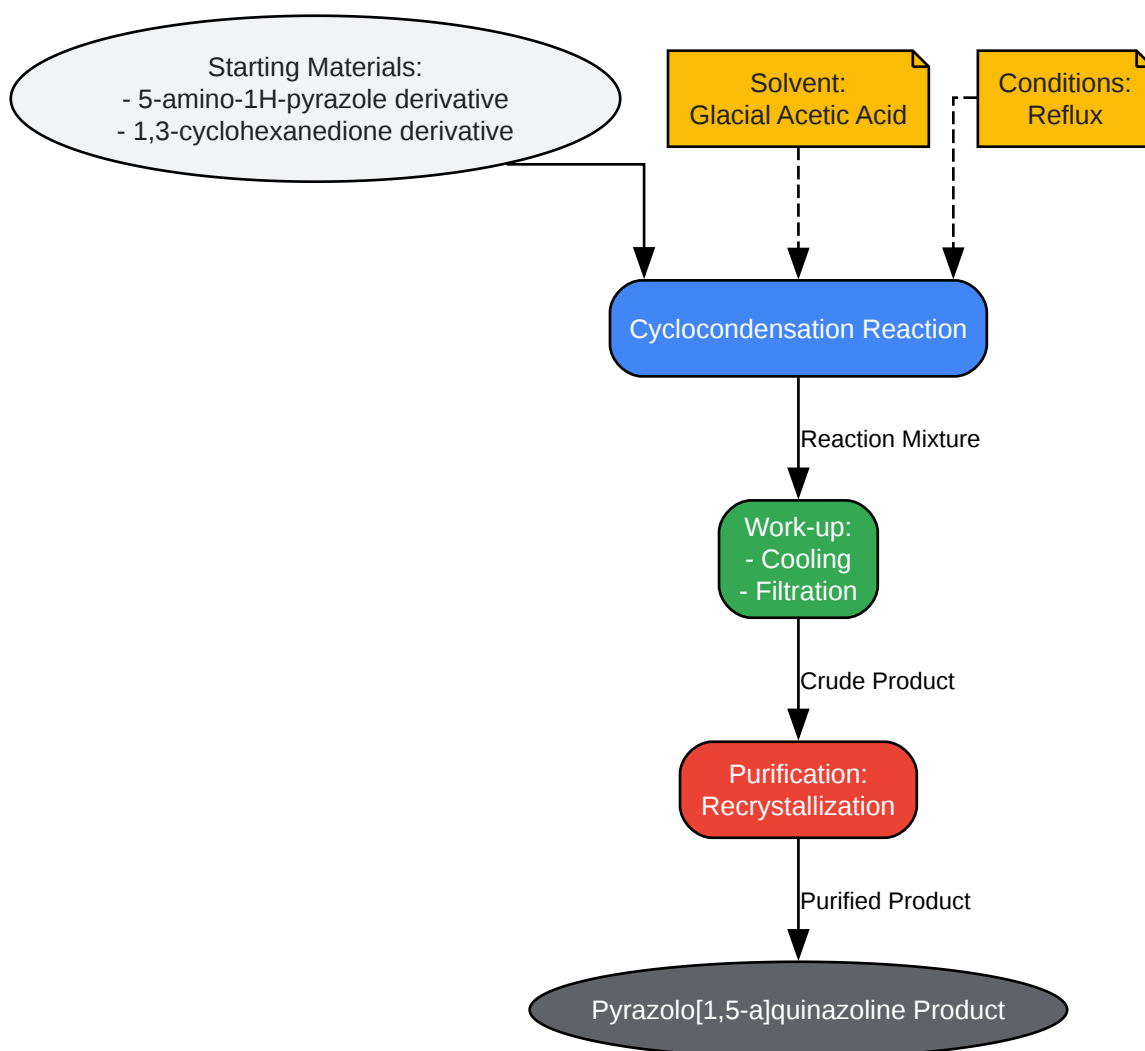 Starting Materials:
- 5-amino-1H-pyrazole derivative
- 1,3-cyclohexanedione derivative
Solvent:
Glacial Acetic Acid
Conditions:
Reflux
Cyclocondensation Reaction
Reaction Mixture
Work-up:
- Cooling
- Filtration
Crude Product
Purification:
Recrystallization
Purified Product
Pyrazolo[1,5-a]quinazoline Product